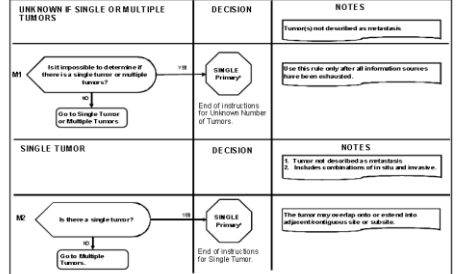 UNKNOWN IF SINGLE OR MULTIPLE
TUMORS
DECISION
NOTES
Tumor(s) not described as metastasis
M1
Is it impossible to determine if
there is a single tumor or multiple
tumors?
YES
SINGLE
Primary*
Use this rule only after all information sources
have been exhausted.
NO
Go to Single Tumor
or Multiple Tumors
End of instructions
for Unknown Number
of Tumors.
SINGLE TUMOR
DECISION
NOTES
1. Tumor not described as metastasis
2. Includes combinations of in situ and invasive.
M2
Is there a single tumor?
YES
SINGLE
Primary*
The tumor may overlap onto or extend into
adjacent/contiguous site or subsite.
NO
Go to Multiple
Tumors.
End of instructions
for Single Tumor.